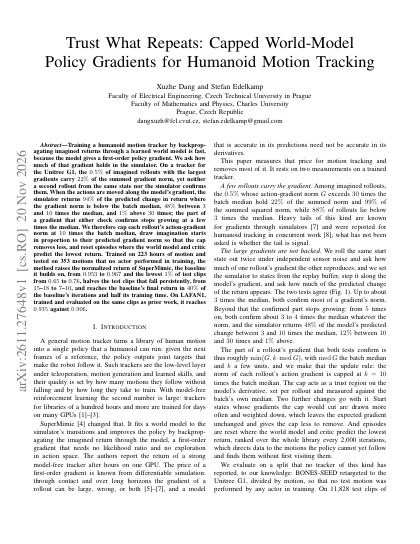 Trust What Repeats: Capped World-Model
Policy Gradients for Humanoid Motion Tracking
Xuzhe Dang and Stefan Edelkamp
Faculty of Electrical Engineering, Czech Technical University in Prague
Faculty of Mathematics and Physics, Charles University
Prague, Czech Republic
dangxuzh@fel.cvut.cz, stefan.edelkamp@gmail.com
arXiv:2611.27648v1 [cs.RO] 20 Nov 2026
Abstract—Training a humanoid motion tracker by backprop-
agating imagined returns through a learned world model is fast,
because the model gives a first-order policy gradient. We ask how
much of that gradient holds in the simulator. On a tracker for
the Unitree G1, the 0.5% of imagined rollouts with the largest
gradients carry 22% of the summed gradient norm, yet neither
a second rollout from the same state nor the simulator confirms
them. When the actions are moved along the model's gradient, the
simulator returns 94% of the predicted change in return where
the gradient norm is below the batch median, 48% between 3
and 10 times the median, and 1% above 30 times; the part of
a gradient that either check confirms stops growing at a few
times the median. We therefore cap each rollout's action-gradient
norm at 10 times the batch median, draw imagination starts
in proportion to their predicted gradient norm so that the cap
removes less, and reset episodes where the world model and critic
predict the lowest return. Trained on 223 hours of motion and
tested on 353 motions that no actor performed in training, the
method raises the normalized return of SuperMimic, the baseline
it builds on, from 0.953 to 0.967 and the lowest 1% of test clips
from 0.65 to 0.76, halves the test clips that fall persistently, from
15–18 to 7–10, and reaches the baseline's final return in 40% of
the baseline's iterations and half its training time. On LAFAN1,
trained and evaluated on the same clips as prior work, it reaches
0.935 against 0.906.
I. INTRODUCTION
A general motion tracker turns a library of human motion
into a single policy that a humanoid can run: given the next
frames of a reference, the policy outputs joint targets that
make the robot follow it. Such trackers are the low-level layer
under teleoperation, motion generation and learned skills, and
their quality is set by how many motions they follow without
falling and by how long they take to train. With model-free
reinforcement learning the second number is large: trackers
for libraries of a hundred hours and more are trained for days
on many GPUs [1]–[3].
SuperMimic [4] changed that. It fits a world model to the
simulator's transitions and improves the policy by backpropa-
gating the imagined return through the model, a first-order
gradient that needs no likelihood ratio and no exploration
in action space. The authors report the return of a strong
model-free tracker after hours on one GPU. The price of a
first-order gradient is known from differentiable simulation:
through contact and over long horizons the gradient of a
rollout can be large, wrong, or both [5]–[7], and a model
that is accurate in its predictions need not be accurate in its
derivatives.
This paper measures that price for motion tracking and
removes most of it. It rests on two measurements on a trained
tracker.
A few rollouts carry the gradient. Among imagined rollouts,
the 0.5% whose action-gradient norm G exceeds 30 times the
batch median hold 22% of the summed norm and 99% of the
summed squared norm, while 88% of rollouts lie below 3
times the median. Heavy tails of this kind are known for
gradients through simulators [7] and were reported for
humanoid tracking in concurrent work [8]; what has not
been asked is whether the tail is signal.
The large gradients are not backed. We roll the same start
state out twice under independent sensor noise and ask how
much of one rollout's gradient the other reproduces; and we
set the simulator to states from the replay buffer, step it along
the model's gradient, and ask how much of the predicted change
of the return appears. The two tests agree (Fig. 1). Up to about
3 times the median, both confirm most of a gradient's norm.
Beyond that the confirmed part stops growing: from 5 times
on, both confirm about 3 to 4 times the median whatever the
norm, and the simulator returns 48% of the model's predicted
change between 3 and 10 times the median, 12% between 10
and 30 times and 1% above.
The part of a rollout's gradient that both tests confirm is
thus roughly min(G, k·mod G), with mod G the batch median
and k a few units, and we make that the update rule: the
norm of each rollout's action gradient is capped at k = 10
times the batch median. The cap acts as a trust region on
the model's derivative, set per rollout and measured against
the batch's own median. Two further changes go with it. Start
states whose gradients the cap would cut are drawn more
often and weighted down, which leaves the expected gradient
unchanged and gives the cap less to remove. And episodes
are reset where the world model and critic predict the lowest
return, ranked over the whole library every 2,000 iterations,
which directs data to the motions the policy cannot yet follow
and finds them without first visiting them.
We evaluate on a split that no tracker of this kind has
reported, to our knowledge: BONES-SEED retargeted to the
Unitree G1, divided by motion, so that no test motion was
performed by any actor in training. On 11,828 test clips of